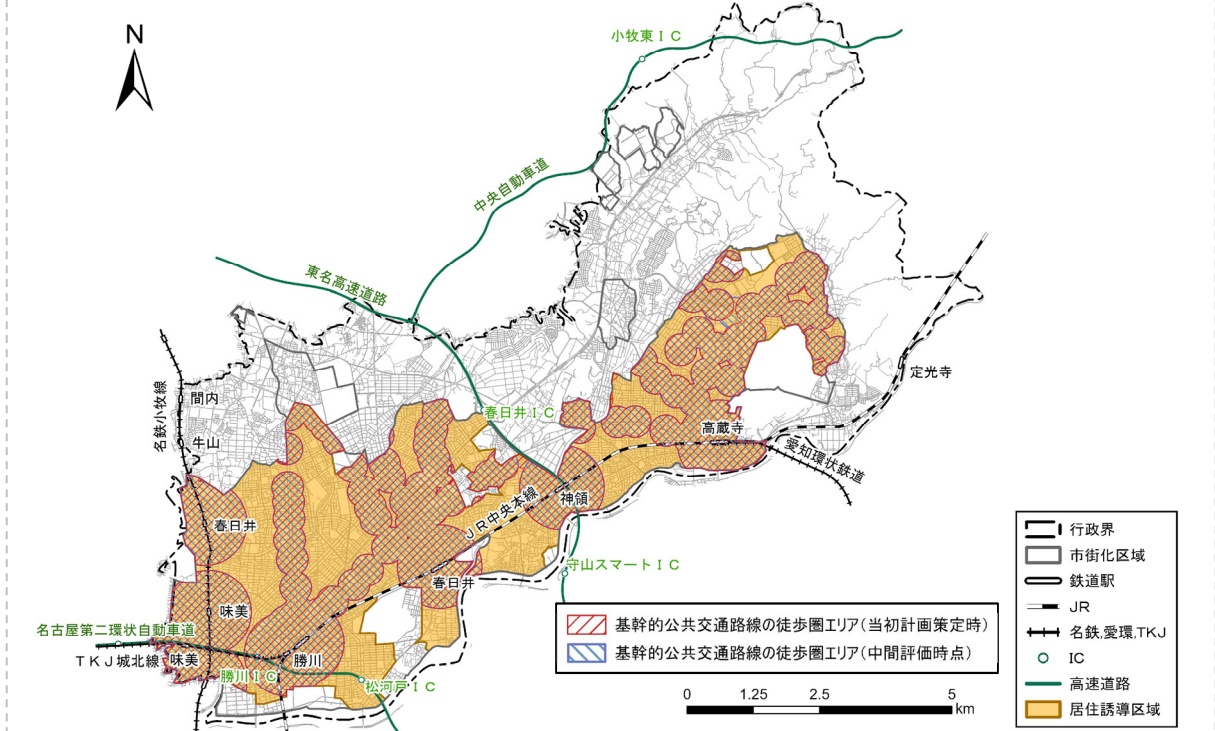 N
小牧東ＩＣ
中央自動車道
東名高速道路
名鉄小牧線
間内
牛山
春日井ＩＣ
定光寺
高蔵寺
愛知環状鉄道
春日井
ＪＲ中央本線
神領
守山スマートＩＣ
春日井
味美
名古屋第二環状自動車道
ＴＫＪ城北線
味美
勝川
勝川ＩＣ
松河戸ＩＣ
基幹的公共交通路線の徒歩圏エリア（当初計画策定時）
基幹的公共交通路線の徒歩圏エリア（中間評価時点）
0 1.25 2.5 5
km
行政界
市街化区域
鉄道駅
JR
名鉄,愛環,TKJ
IC
高速道路
居住誘導区域